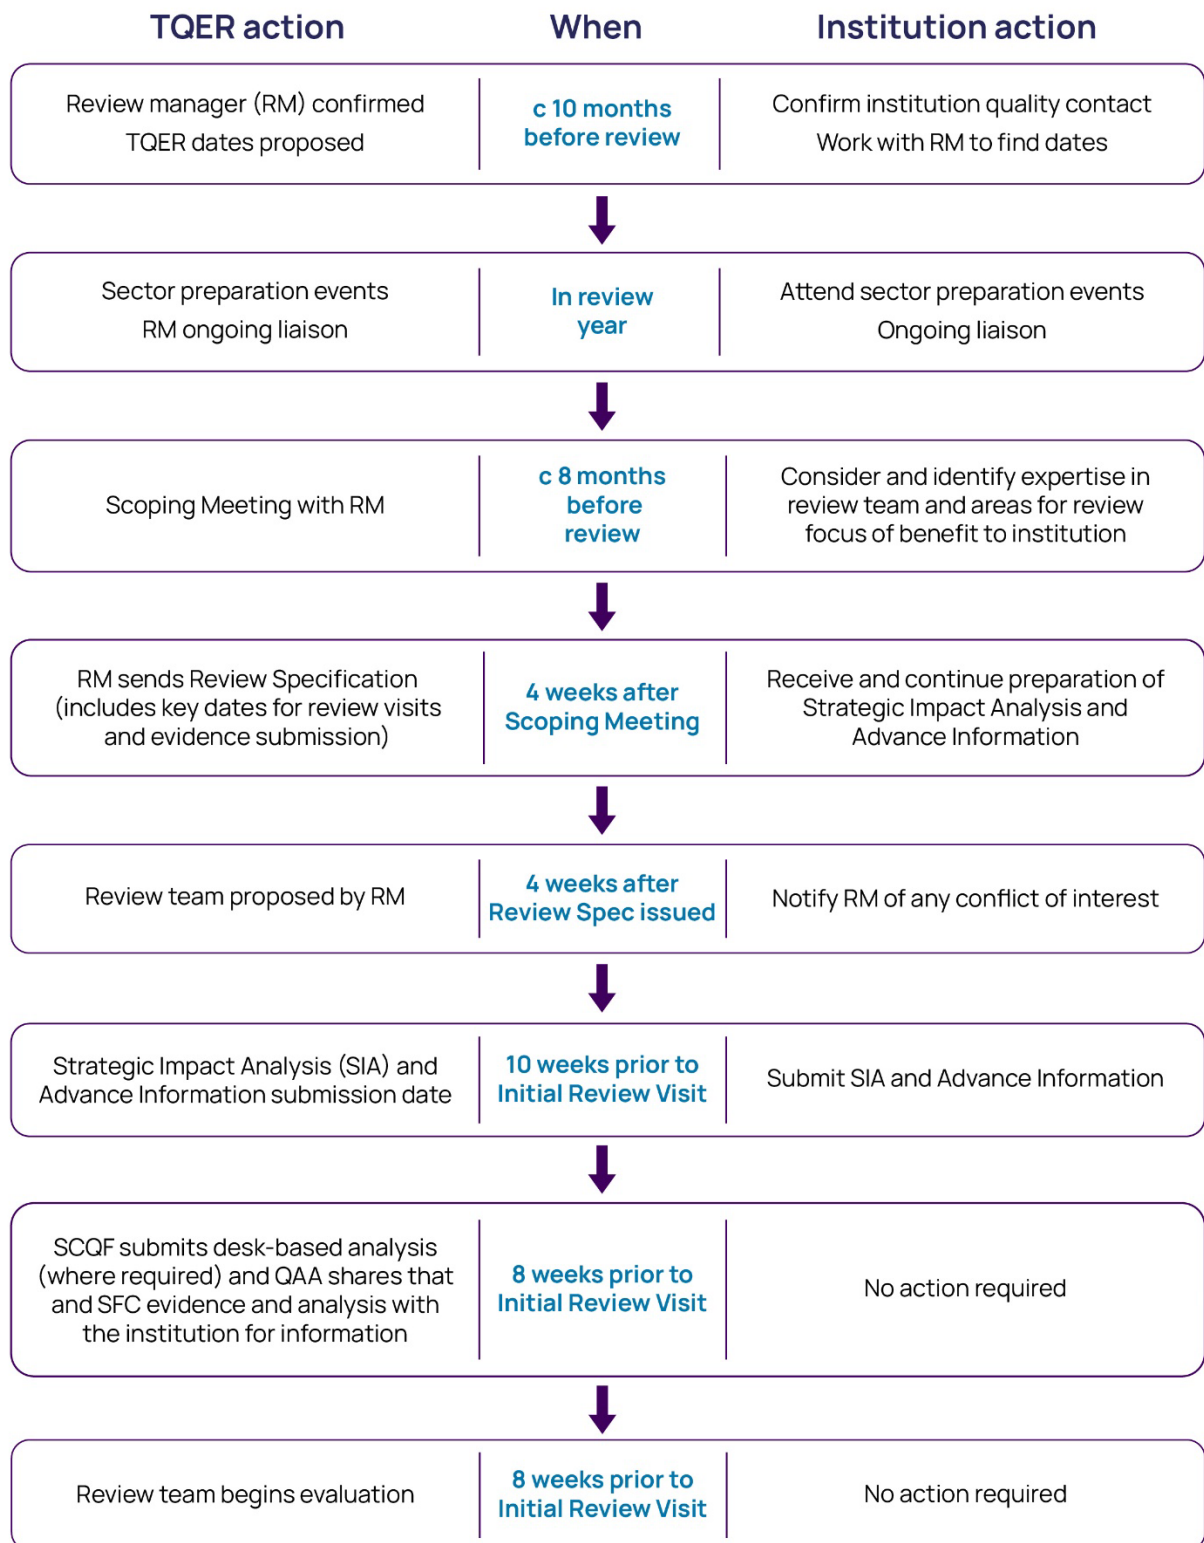 TQER action
When
Institution action
Review manager (RM) confirmed
TQER dates proposed
c 10 months
before review
Confirm institution quality contact
Work with RM to find dates
Sector preparation events
RM ongoing liaison
In review
year
Attend sector preparation events
Ongoing liaison
Scoping Meeting with RM
c 8 months
before
review
Consider and identify expertise in
review team and areas for review
focus of benefit to institution
RM sends Review Specification
(includes key dates for review visits
and evidence submission)
4 weeks after
Scoping Meeting
Receive and continue preparation of
Strategic Impact Analysis and
Advance Information
Review team proposed by RM
4 weeks after
Review Spec issued
Notify RM of any conflict of interest
Strategic Impact Analysis (SIA) and
Advance Information submission date
10 weeks prior to
Initial Review Visit
Submit SIA and Advance Information
SCQF submits desk-based analysis
(where required) and QAA shares that
and SFC evidence and analysis with
the institution for information
8 weeks prior to
Initial Review Visit
No action required
Review team begins evaluation
8 weeks prior to
Initial Review Visit
No action required